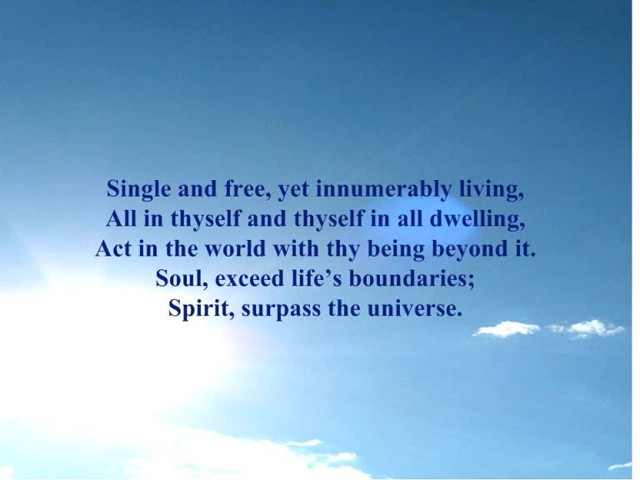 Single and free, yet innumerably living,
All in thyself and thyself in all dwelling,
Act in the world with thy being beyond it.
Soul, exceed life’s boundaries;
Spirit, surpass the universe.